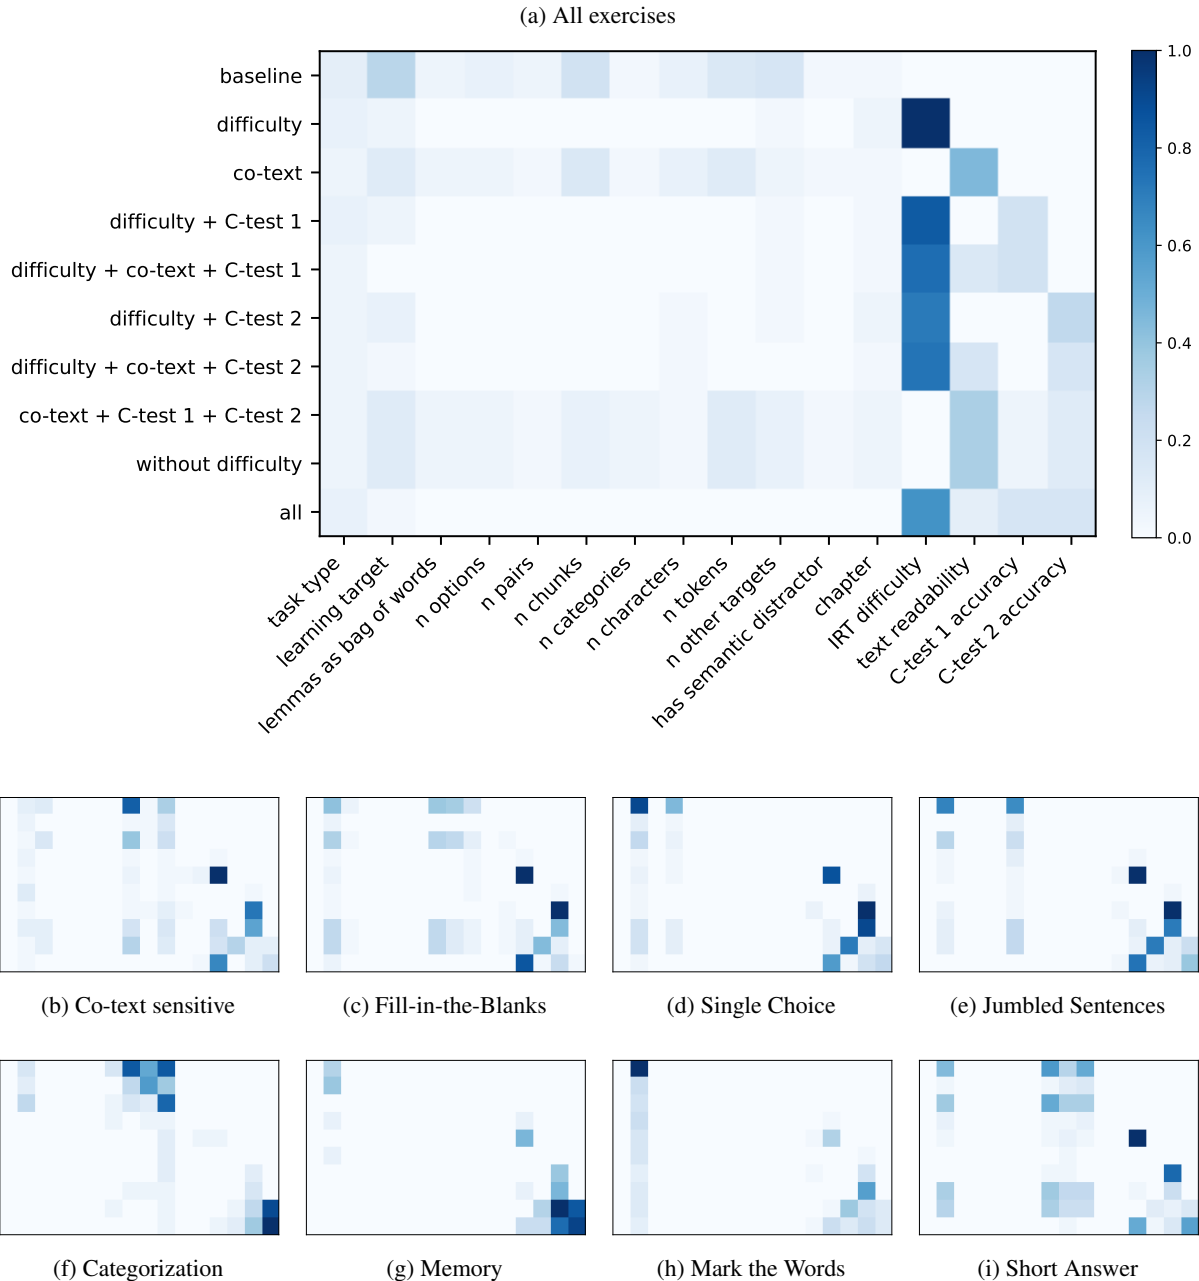 (a) All exercises
baseline
difficulty
co-text
difficulty + C-test 1
difficulty + co-text + C-test 1
difficulty + C-test 2
difficulty + co-text + C-test 2
co-text + C-test 1 + C-test 2
without difficulty
all
1.0
0.8
0.6
0.4
0.2
0.0
task type
learning target
lemmas as bag of words
n options
n pairs
n chunks
n categories
n characters
n tokens
n other targets
has semantic distractor
chapter
IRT difficulty
text readability
C-test 1 accuracy
C-test 2 accuracy
(b) Co-text sensitive
(c) Fill-in-the-Blanks
(d) Single Choice
(e) Jumbled Sentences
(f) Categorization
(g) Memory
(h) Mark the Words
(i) Short Answer